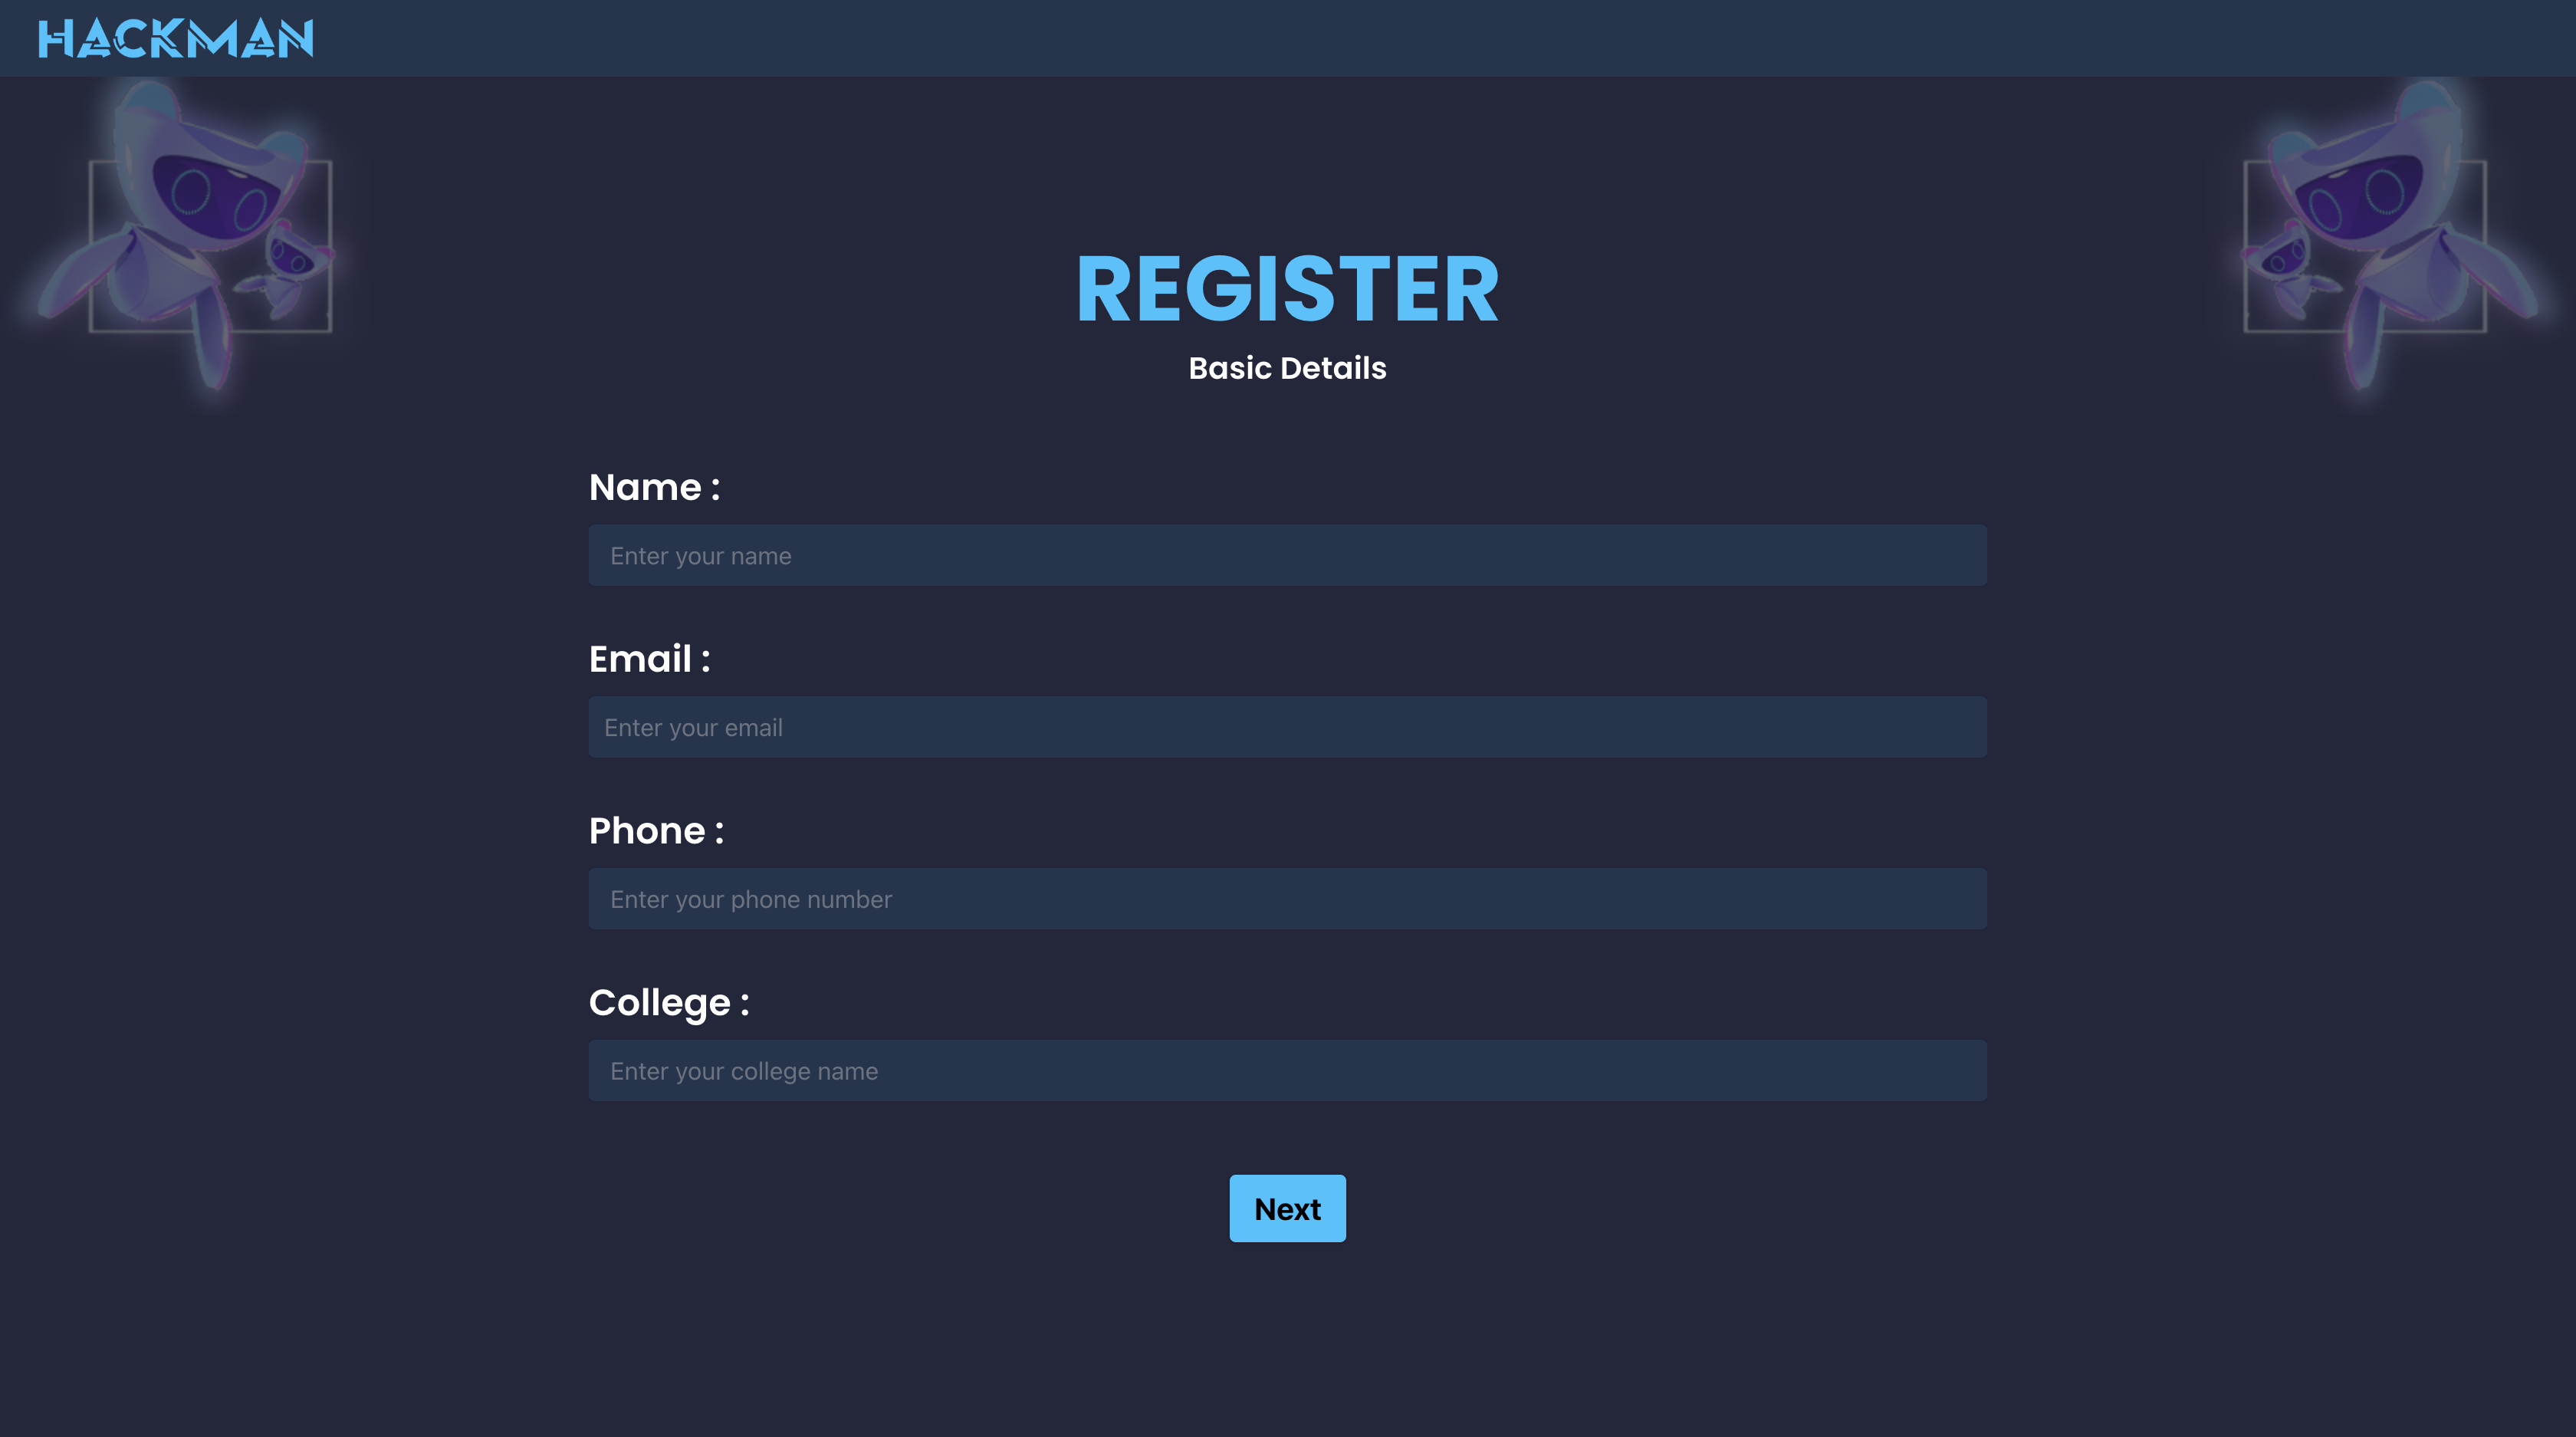 HACKMAN
REGISTER
Basic Details
Name :
Enter your name
Email :
Enter your email
Phone :
Enter your phone number
College :
Enter your college name
Next